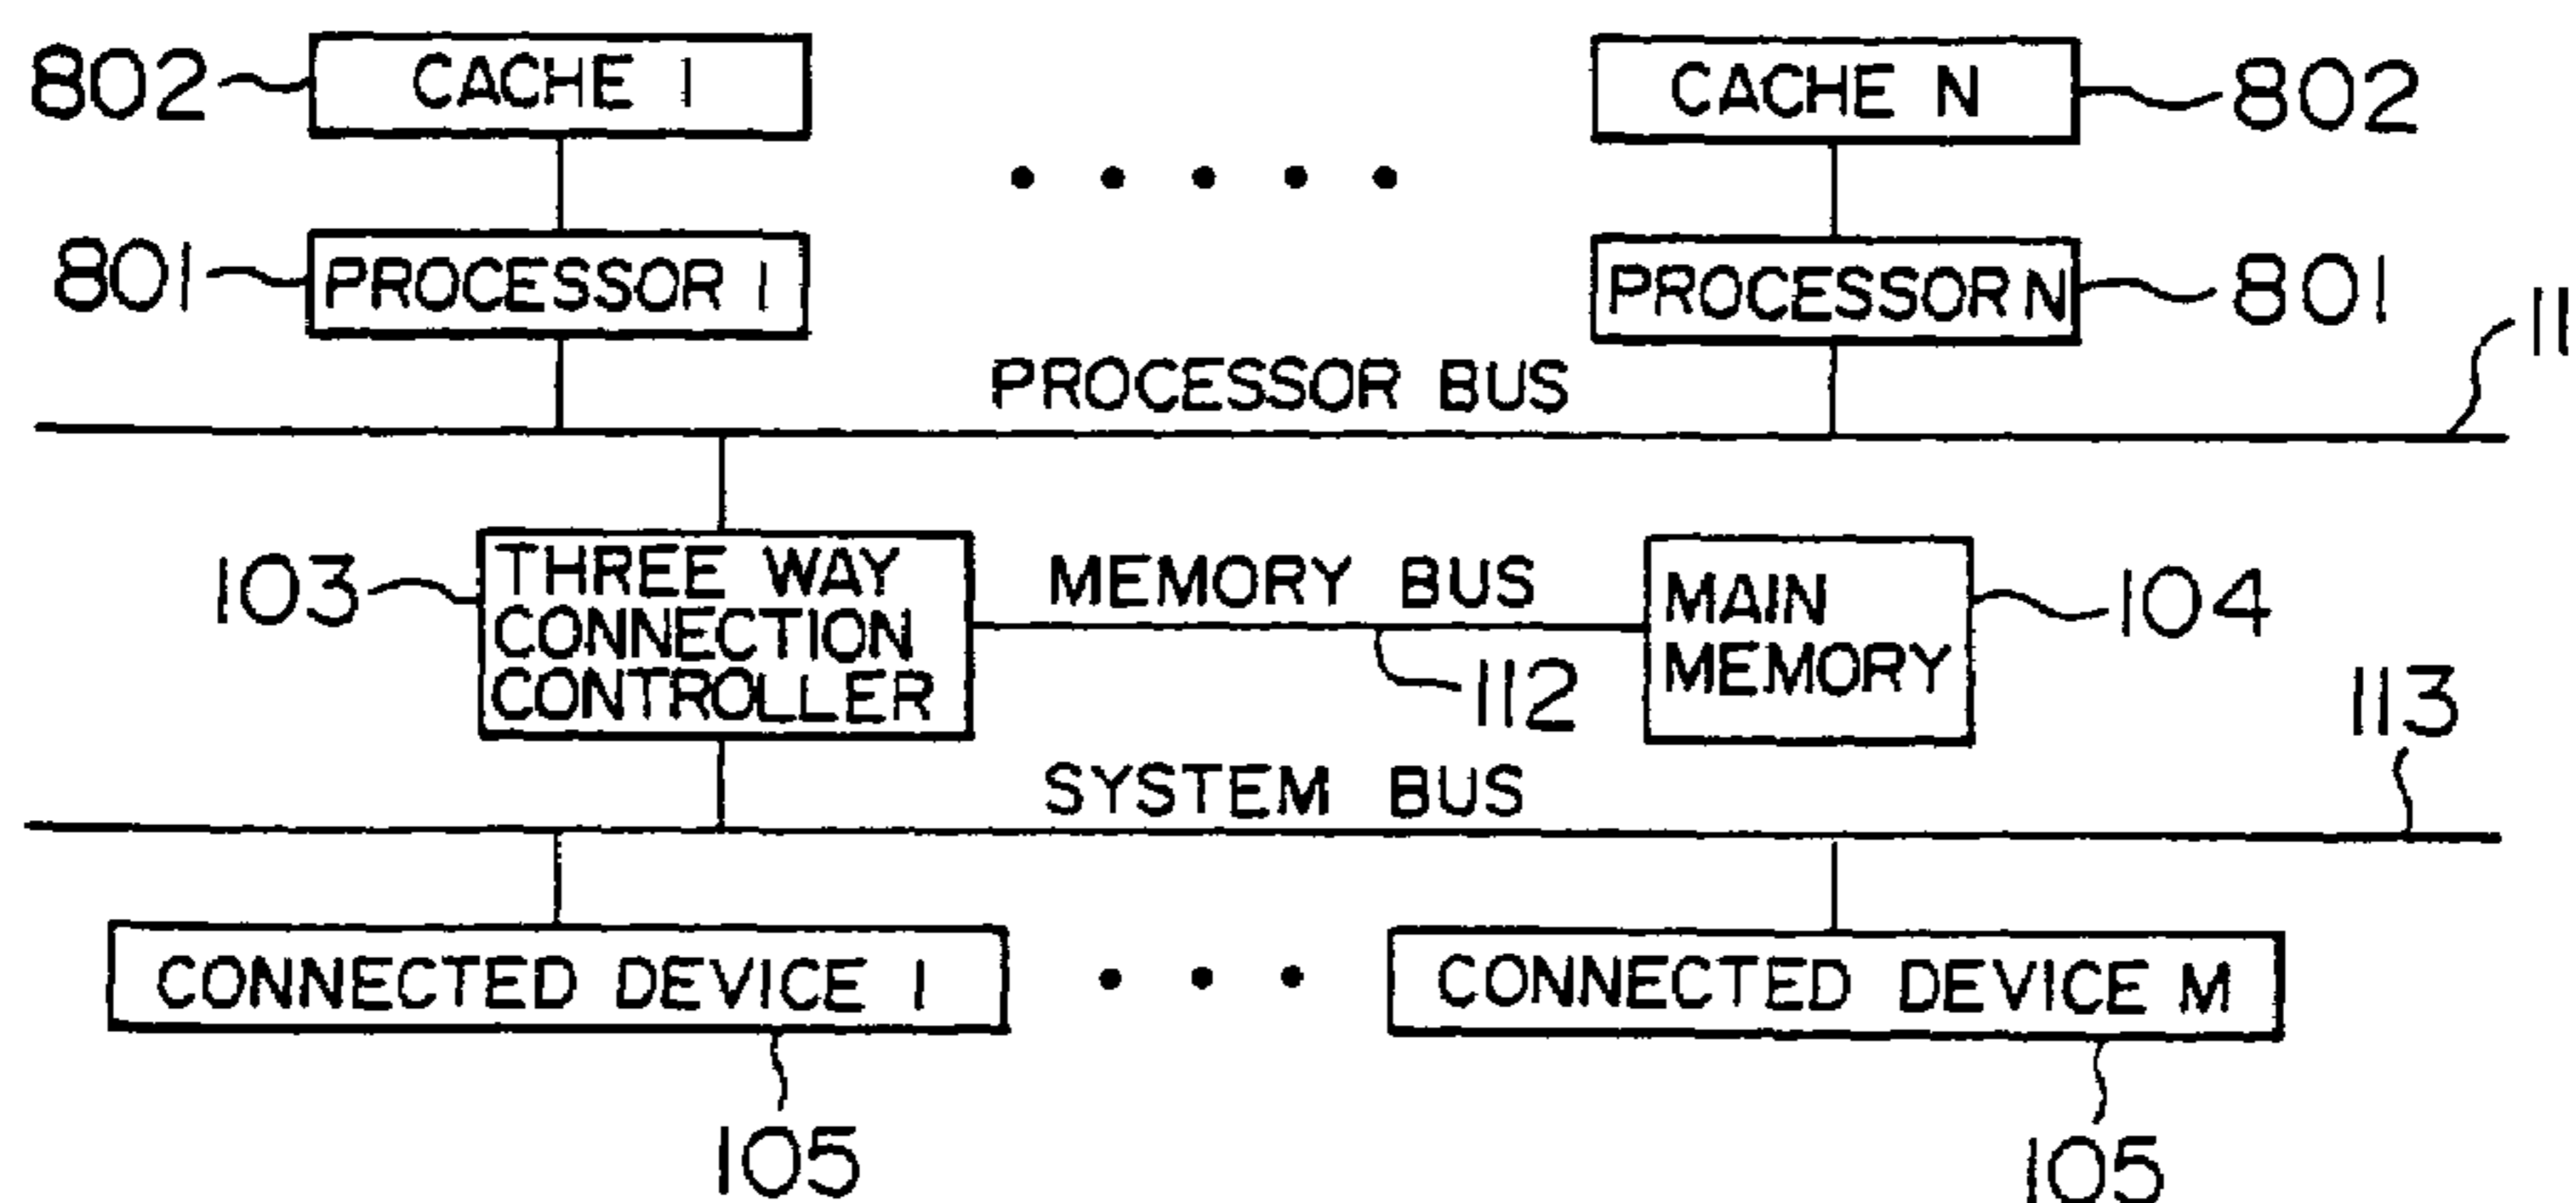 802
CACHE 1
CACHE N
802
801
PROCESSOR 1
PROCESSOR N
801
PROCESSOR BUS
11
103
THREE WAY
CONNECTION
CONTROLLER
MEMORY BUS
112
MAIN
MEMORY
104
113
SYSTEM BUS
CONNECTED DEVICE 1
CONNECTED DEVICE M
105
105